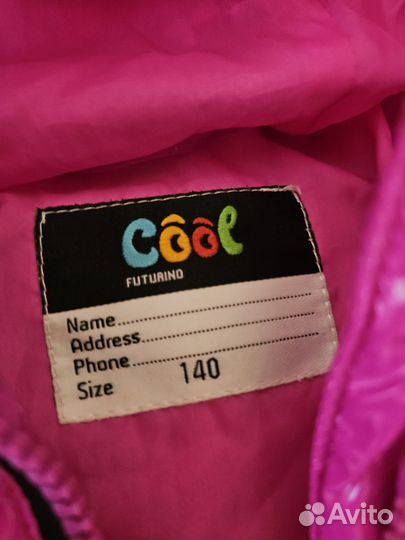 Cool
FUTURINO
Name..............................
Address..........................
Phone.............................
Size 140
Avito